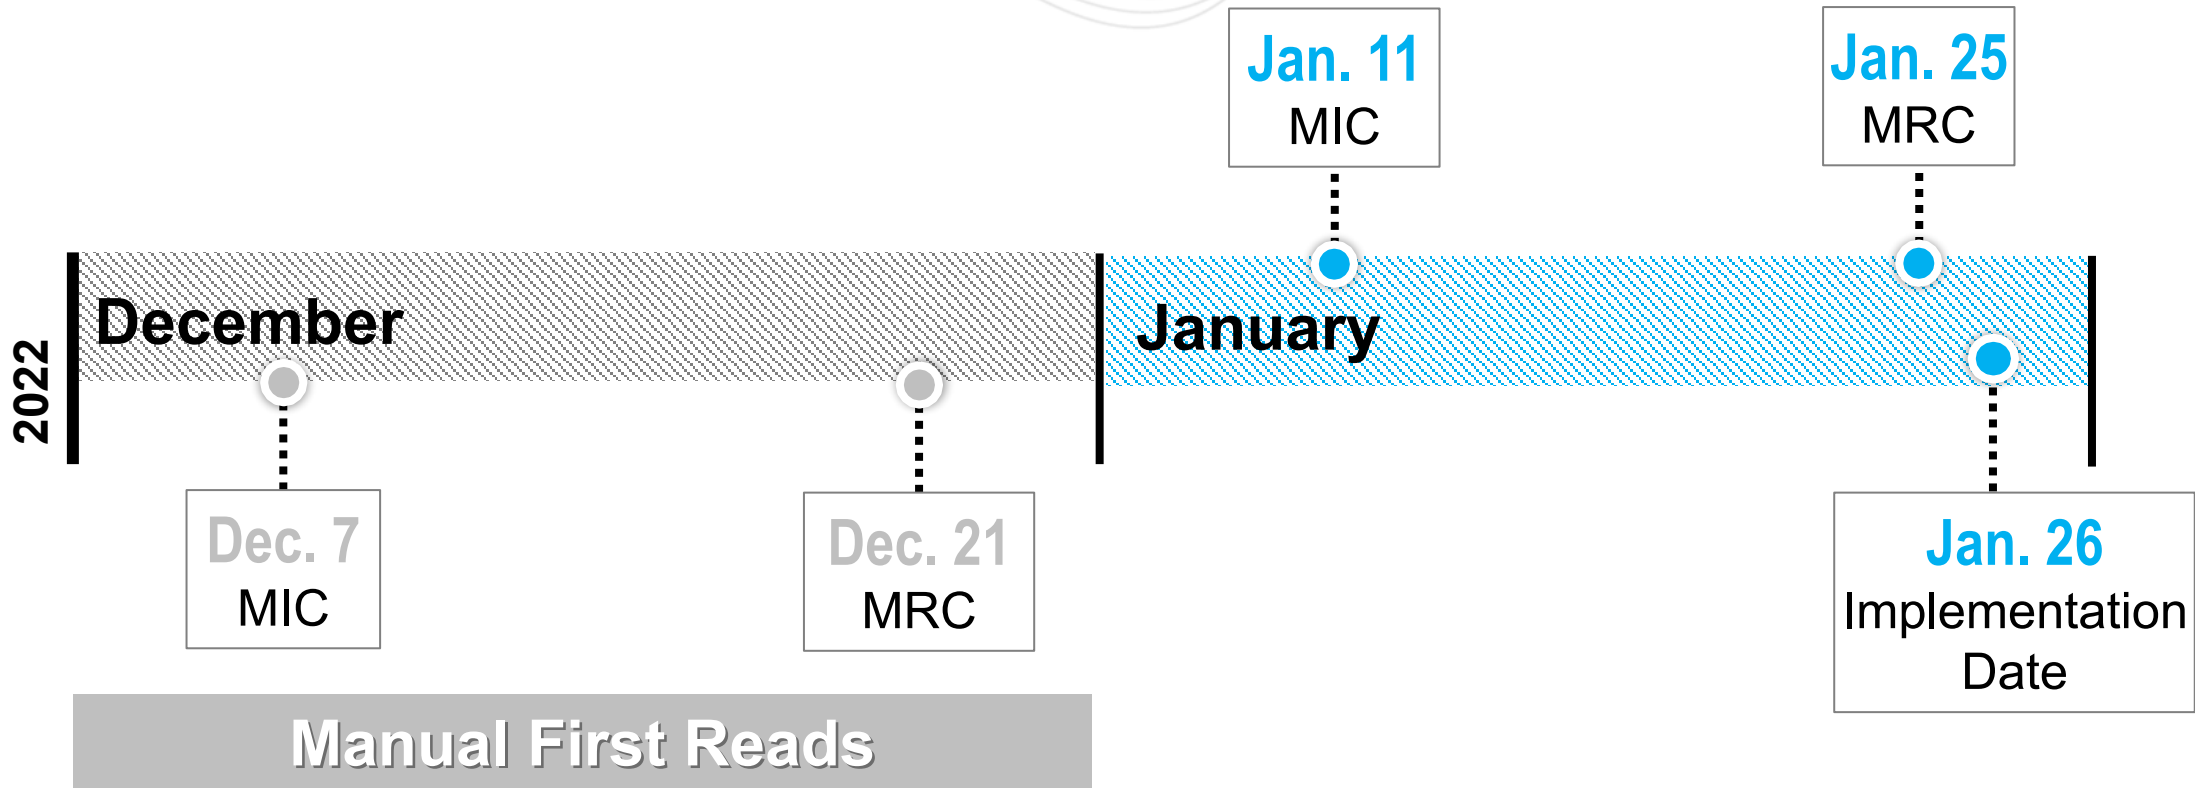 Jan. 11
MIC
Jan. 25
MRC
2022
December
January
Dec. 7
MIC
Dec. 21
MRC
Jan. 26
Implementation
Date
Manual First Reads